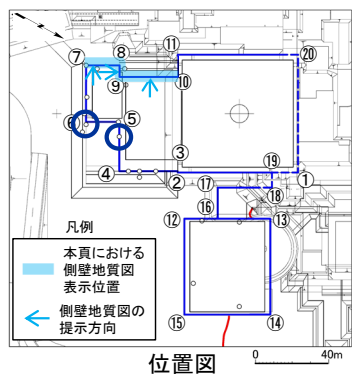 ⑪
⑳
⑦
⑧
⑨
⑩
⑥
⑤
④
③
②
⑲
①
⑰
⑱
⑯
⑫
⑬
⑮
⑭
凡例
本頁における
側壁地質図
表示位置
側壁地質図の
提示方向
位置図
0
40m